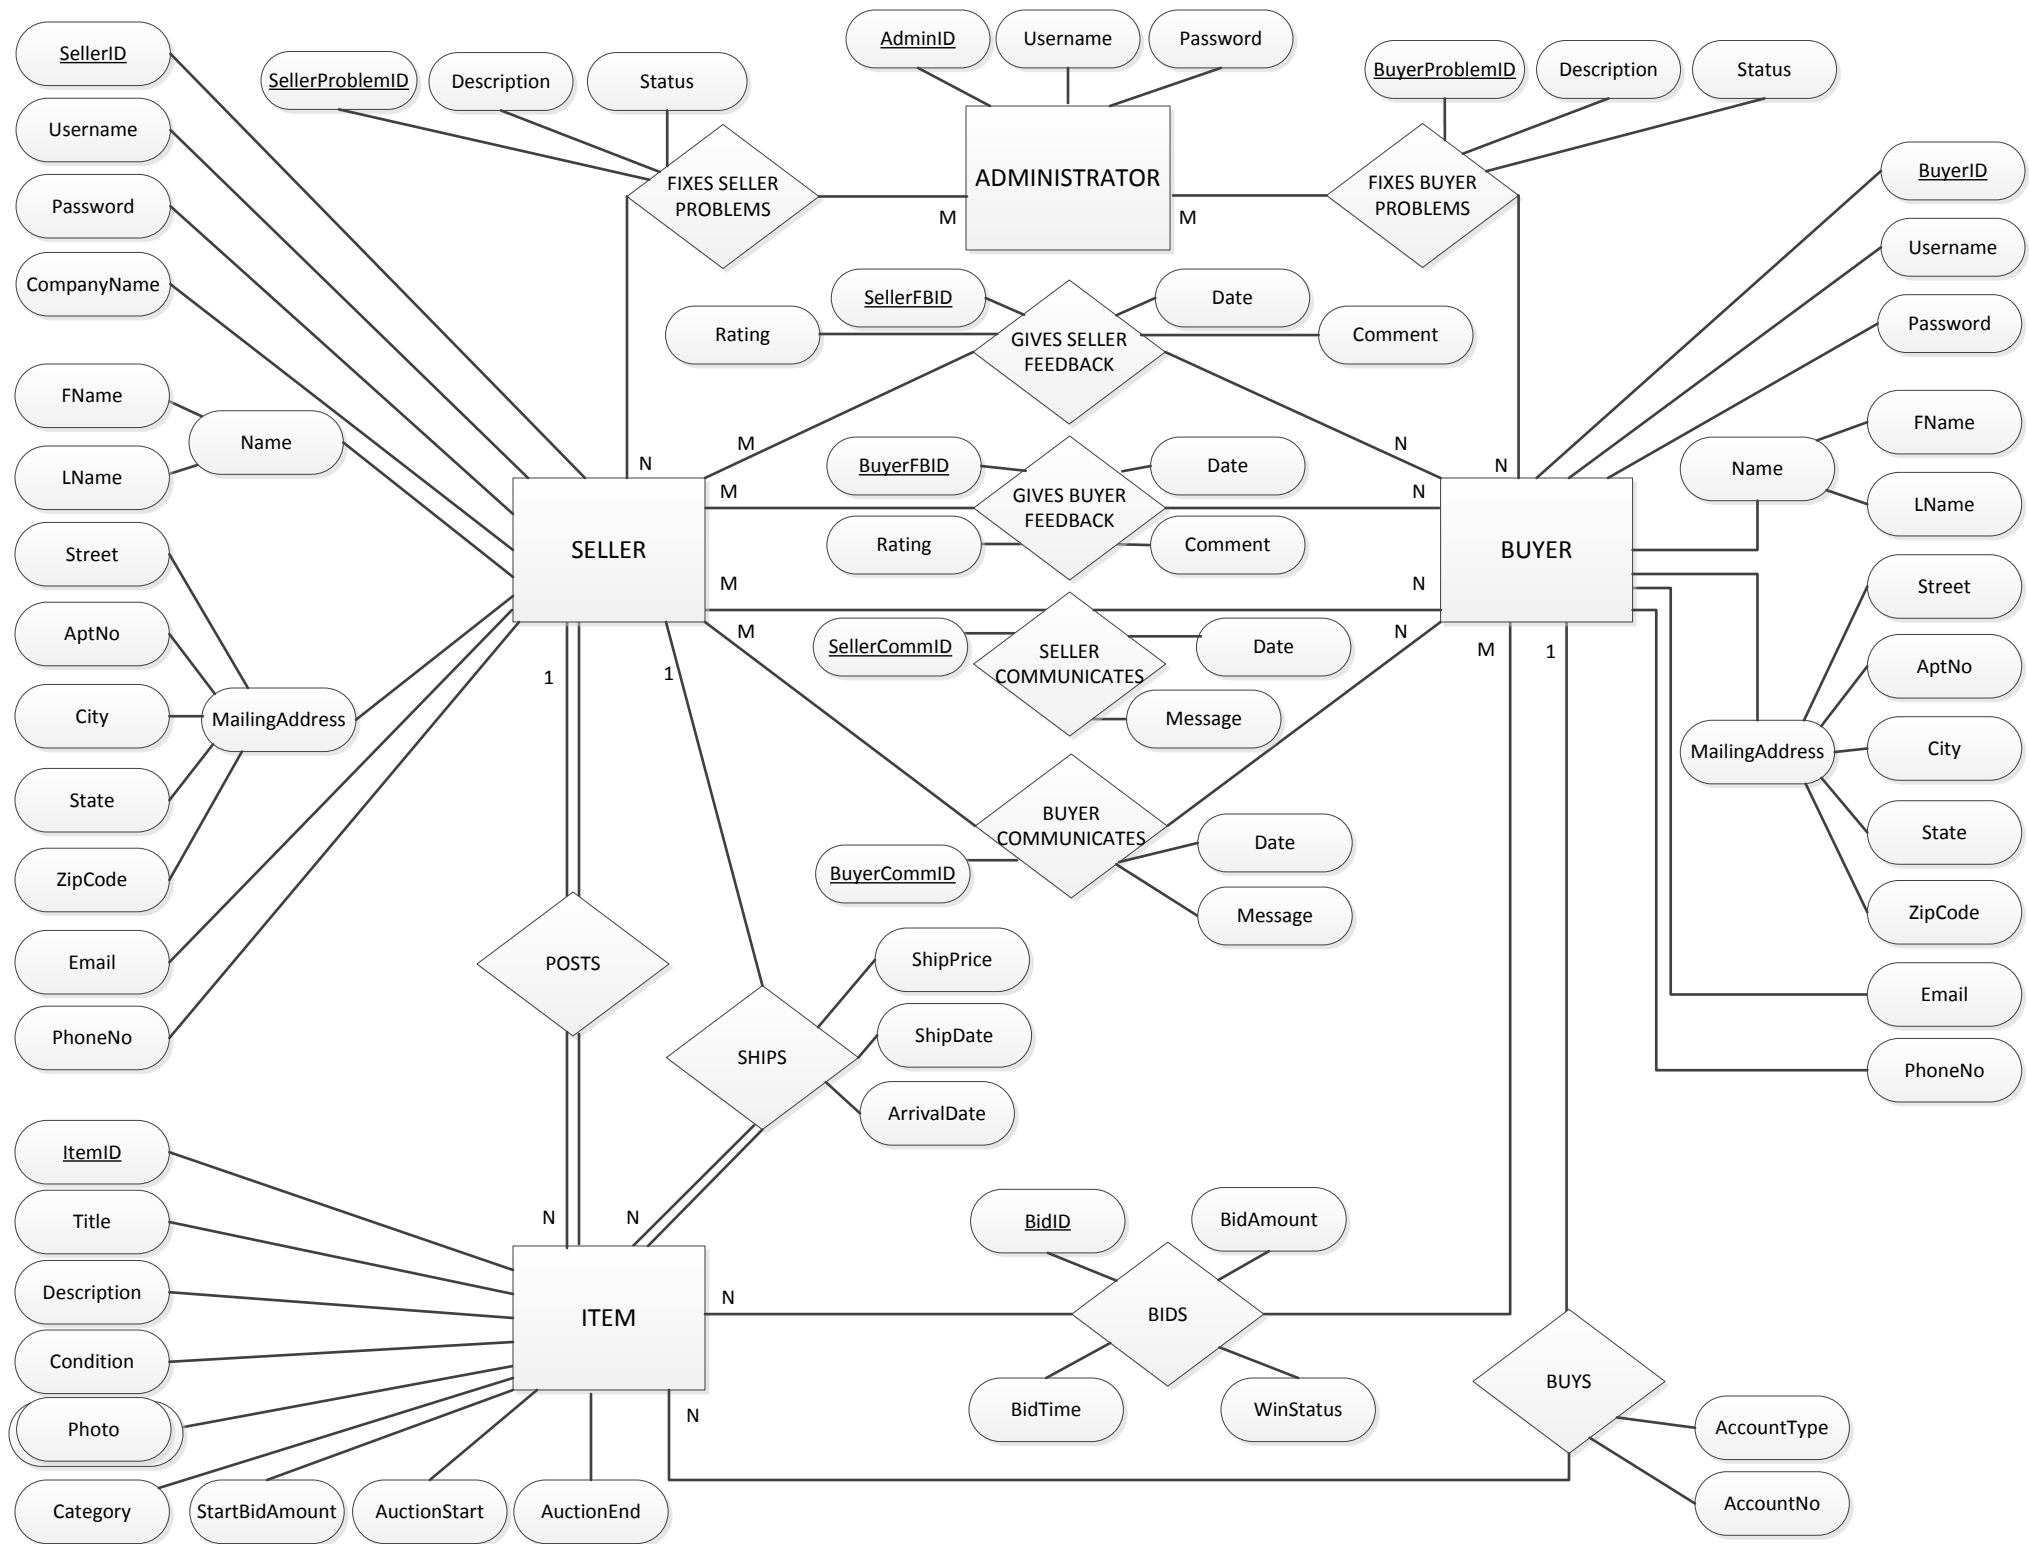 SellerID
Username
Password
CompanyName
FName
LName
Name
Street
AptNo
City
State
ZipCode
MailingAddress
Email
PhoneNo
SellerProblemID
Description
Status
FIXES SELLER
PROBLEMS
AdminID
Username
Password
ADMINISTRATOR
M
M
BuyerProblemID
Description
Status
FIXES BUYER
PROBLEMS
BuyerID
Username
Password
FName
LName
Name
Street
AptNo
City
State
ZipCode
MailingAddress
Email
PhoneNo
SellerFBID
Date
Rating
Comment
GIVES SELLER
FEEDBACK
M
N
N
N
BuyerFBID
Date
GIVES BUYER
FEEDBACK
Rating
Comment
M
N
SELLER
BUYER
M
N
SellerCommID
Date
SELLER
COMMUNICATES
Message
M
N
BUYER
COMMUNICATES
BuyerCommID
Date
Message
1
1
M
1
POSTS
SHIPS
ShipPrice
ShipDate
ArrivalDate
N
N
ItemID
Title
Description
Condition
Photo
Category
StartBidAmount
AuctionStart
AuctionEnd
ITEM
N
N
BidID
BidAmount
BIDS
BidTime
WinStatus
BUYS
AccountType
AccountNo